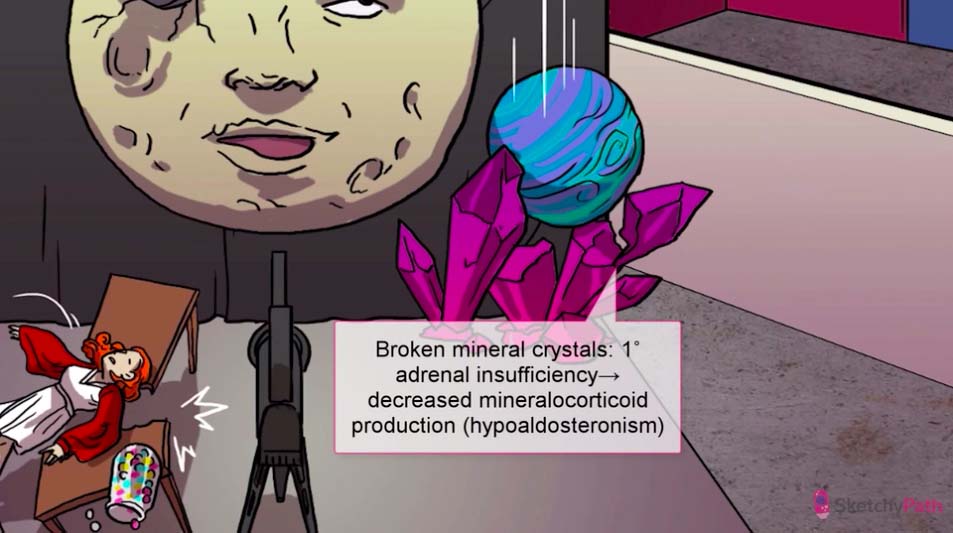 Broken mineral crystals: 1°
adrenal insufficiency→
decreased mineralocorticoid
production (hypoaldosteronism)
SketchyPath